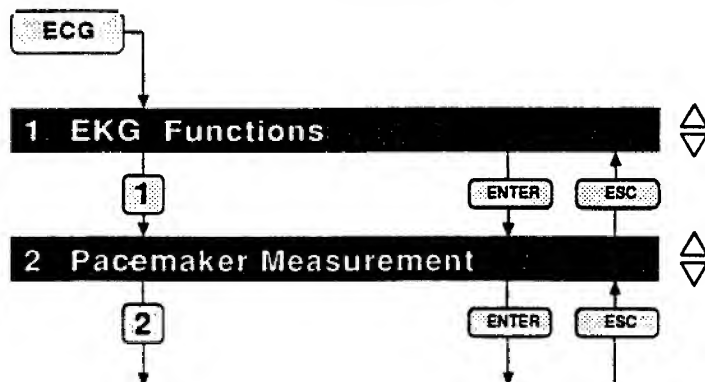 ECG
1 EKG Functions
1 ENTER ESC
2 Pacemaker Measurement
2 ENTER ESC